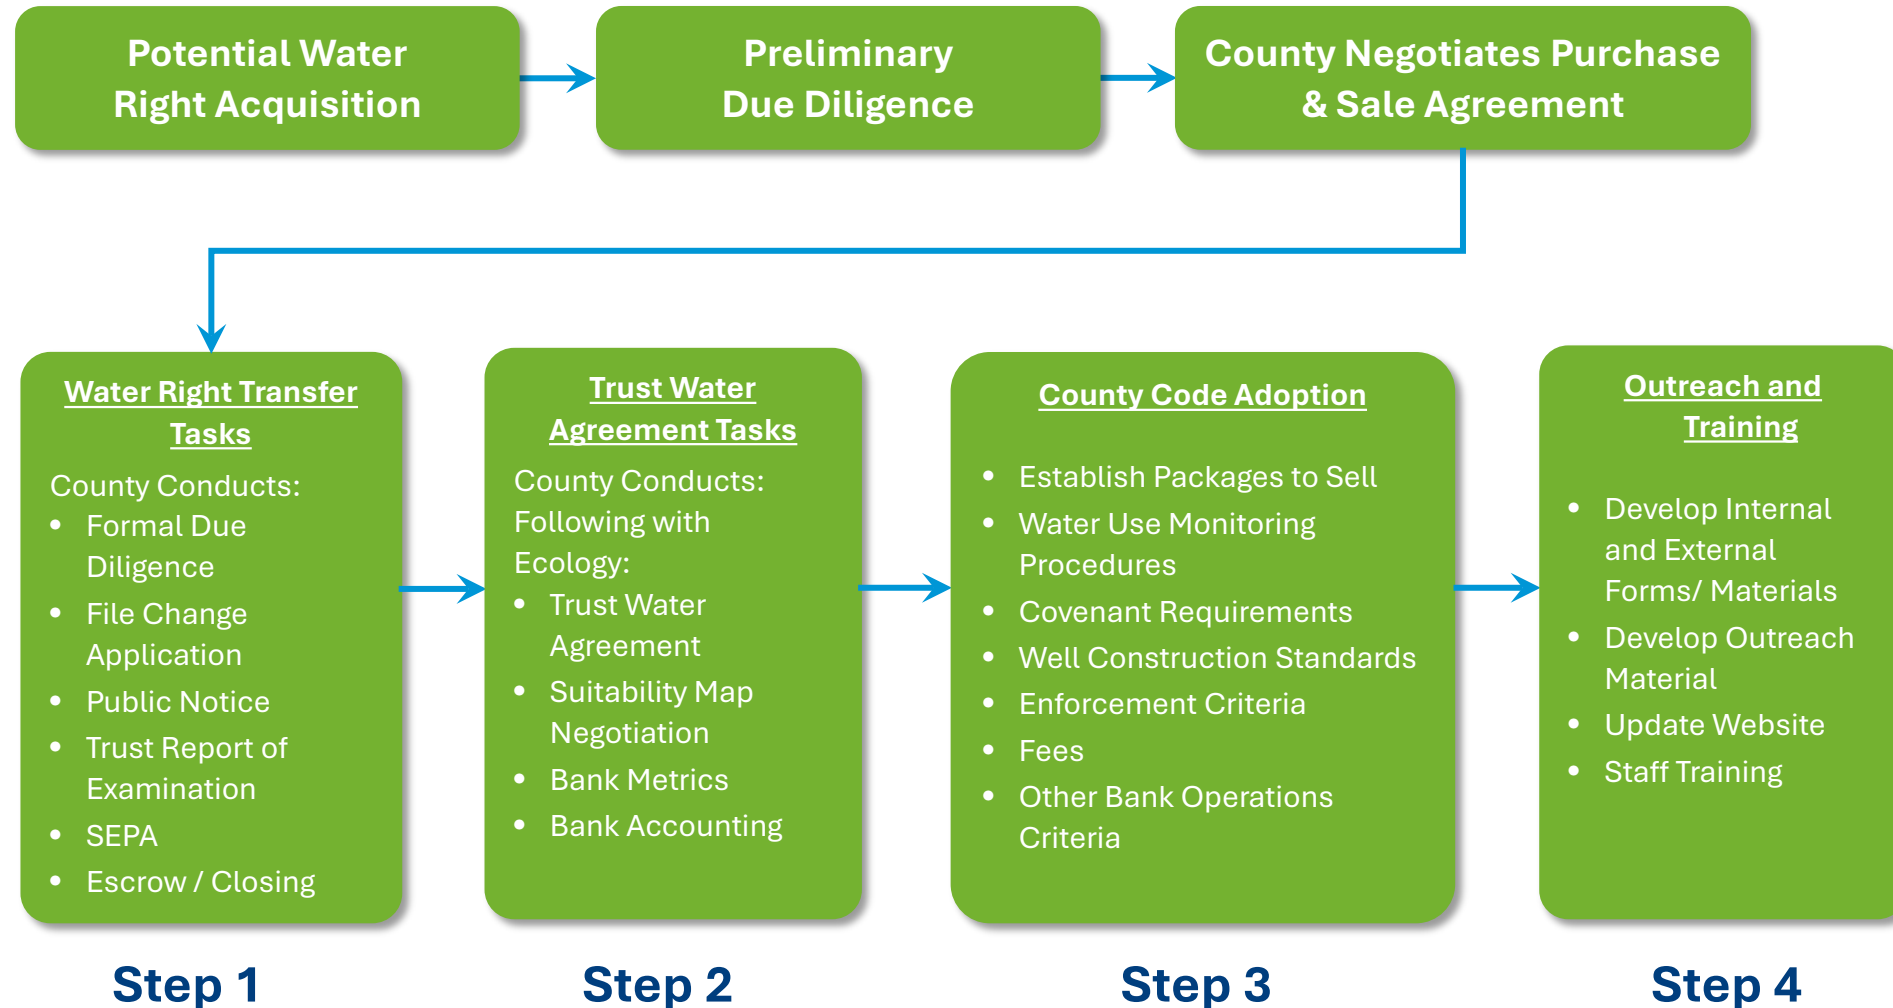 Potential Water
Right Acquisition
Preliminary
Due Diligence
County Negotiates Purchase
& Sale Agreement
Water Right Transfer
Tasks
County Conducts:
• Formal Due
Diligence
• File Change
Application
• Public Notice
• Trust Report of
Examination
• SEPA
• Escrow / Closing
Trust Water
Agreement Tasks
County Conducts:
Following with
Ecology:
• Trust Water
Agreement
• Suitability Map
Negotiation
• Bank Metrics
• Bank Accounting
County Code Adoption
• Establish Packages to Sell
• Water Use Monitoring
Procedures
• Covenant Requirements
• Well Construction Standards
• Enforcement Criteria
• Fees
• Other Bank Operations
Criteria
Outreach and
Training
• Develop Internal
and External
Forms/ Materials
• Develop Outreach
Material
• Update Website
• Staff Training
Step 1
Step 2
Step 3
Step 4